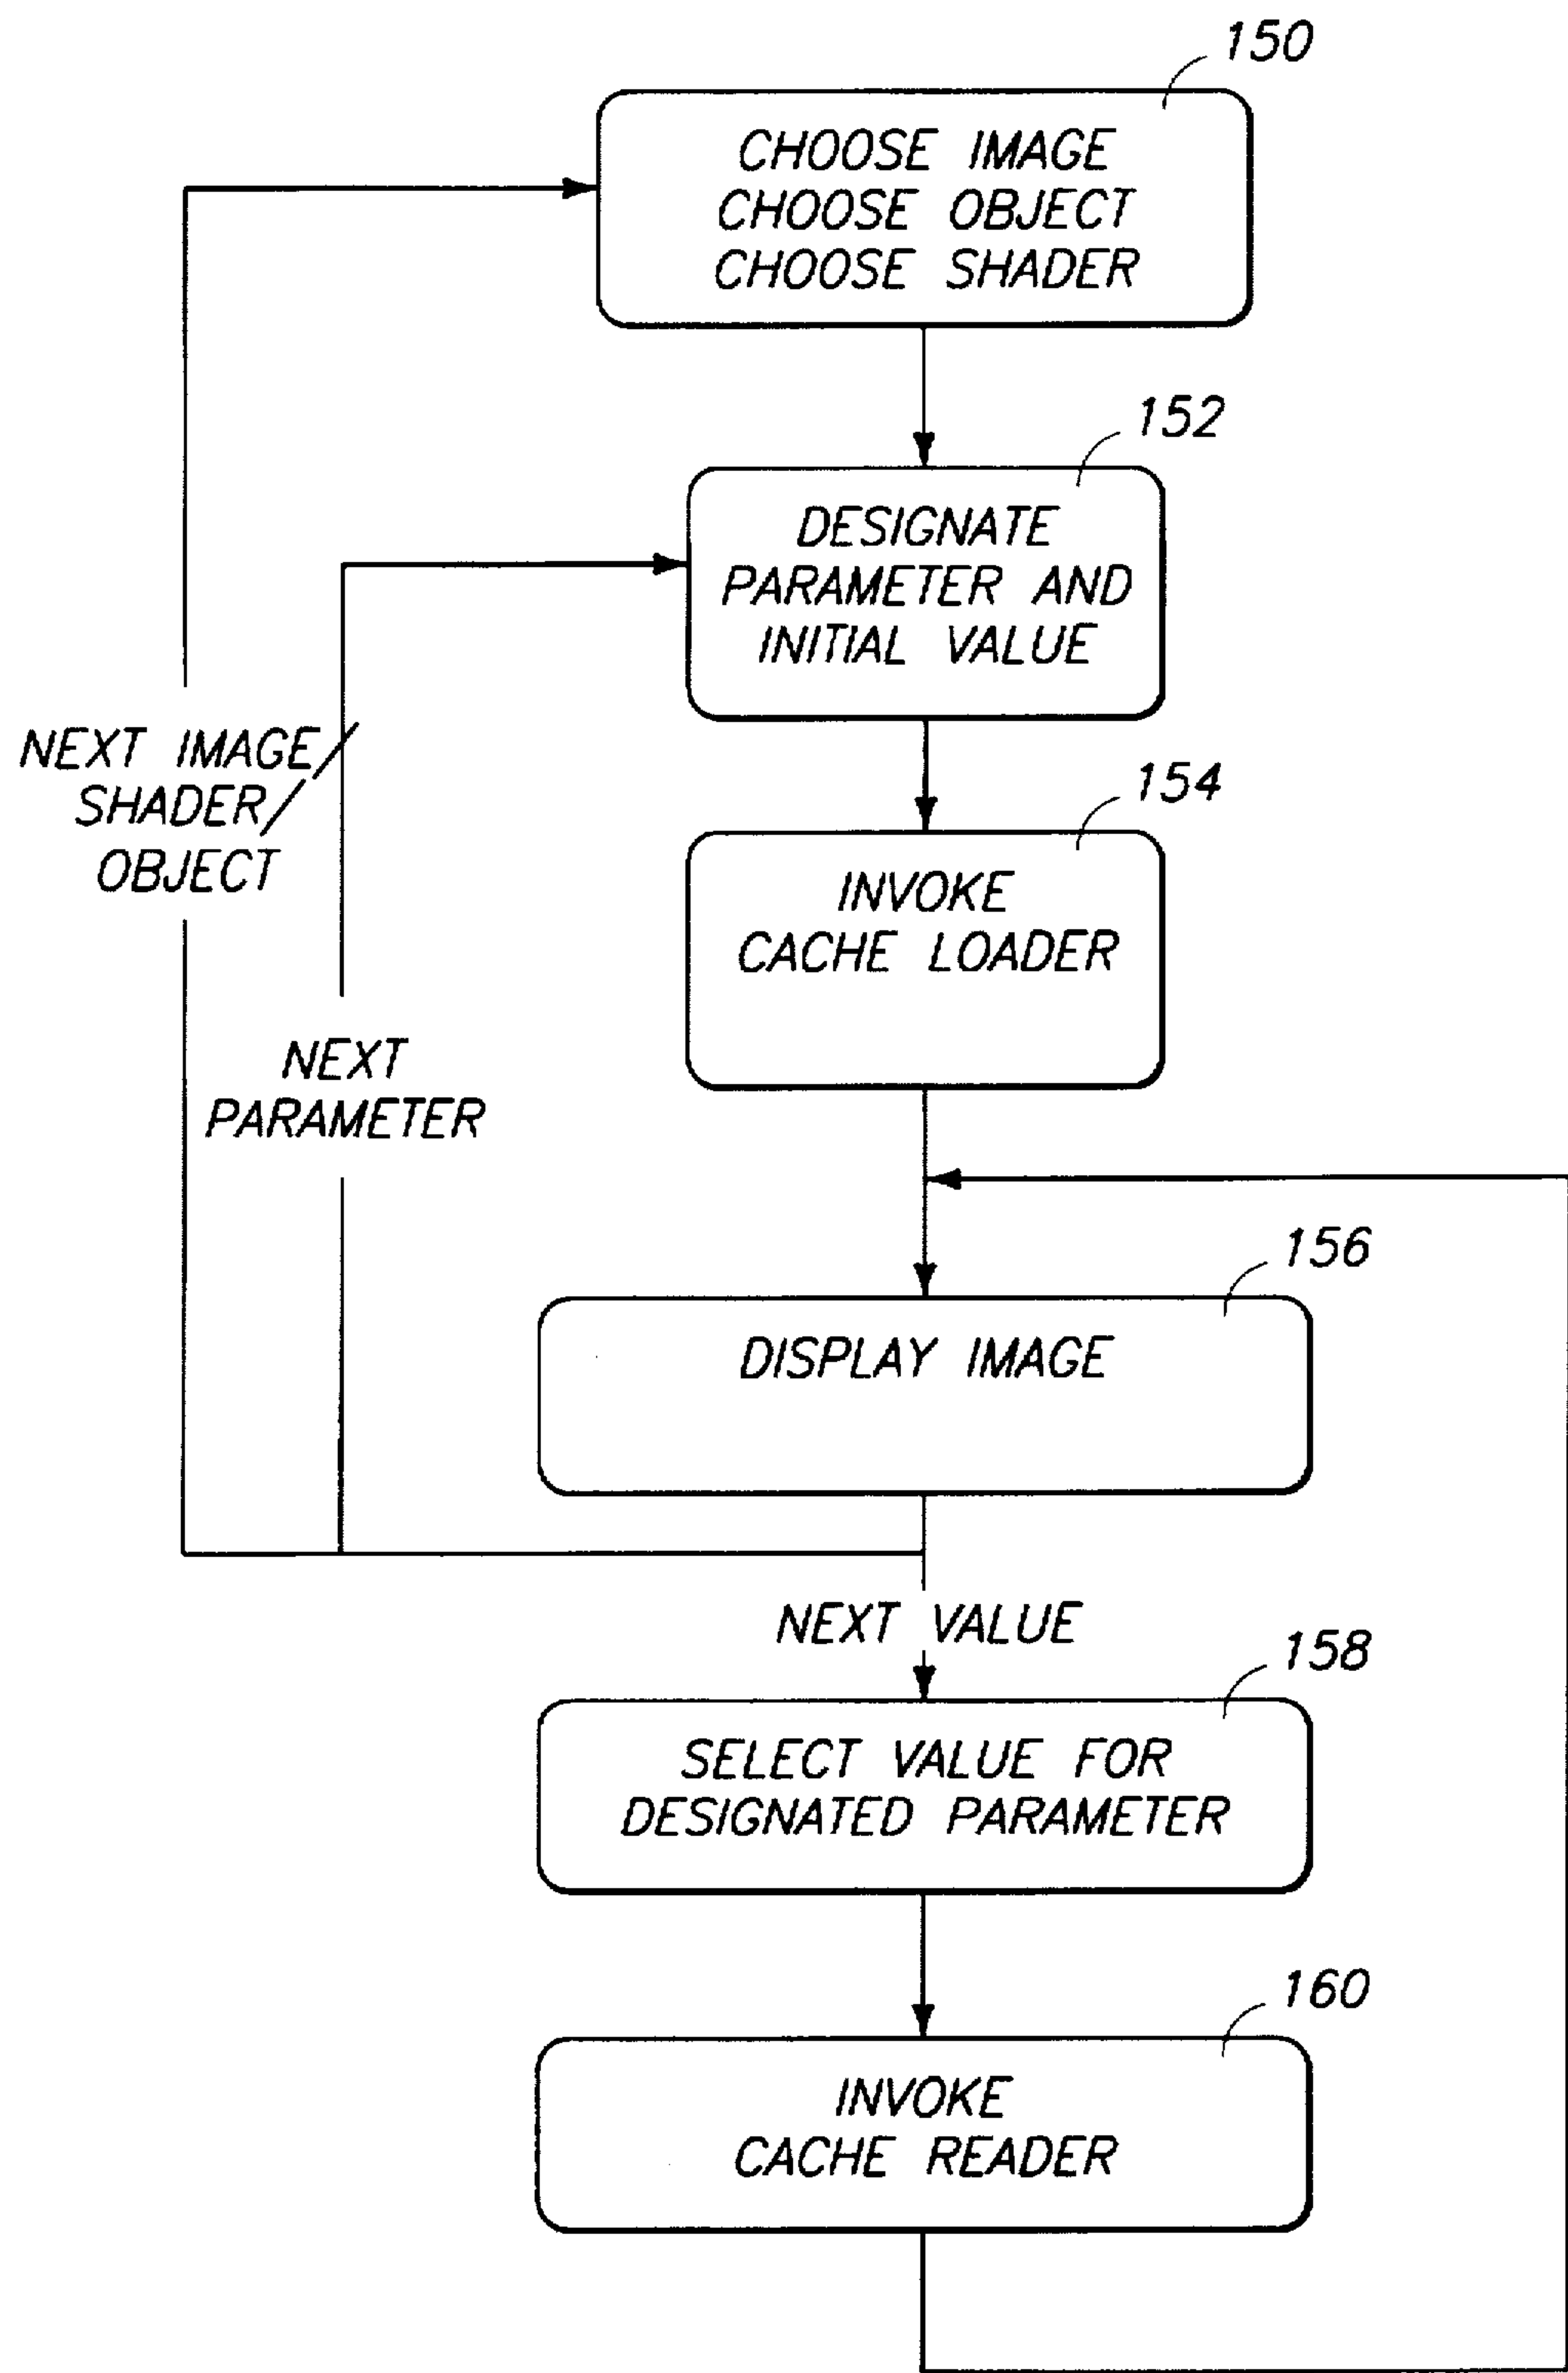 150
CHOOSE IMAGE
CHOOSE OBJECT
CHOOSE SHADER
152
DESIGNATE
PARAMETER AND
INITIAL VALUE
NEXT IMAGE/
SHADER/
OBJECT
154
INVOKE
CACHE LOADER
NEXT
PARAMETER
156
DISPLAY IMAGE
NEXT VALUE
158
SELECT VALUE FOR
DESIGNATED PARAMETER
160
INVOKE
CACHE READER